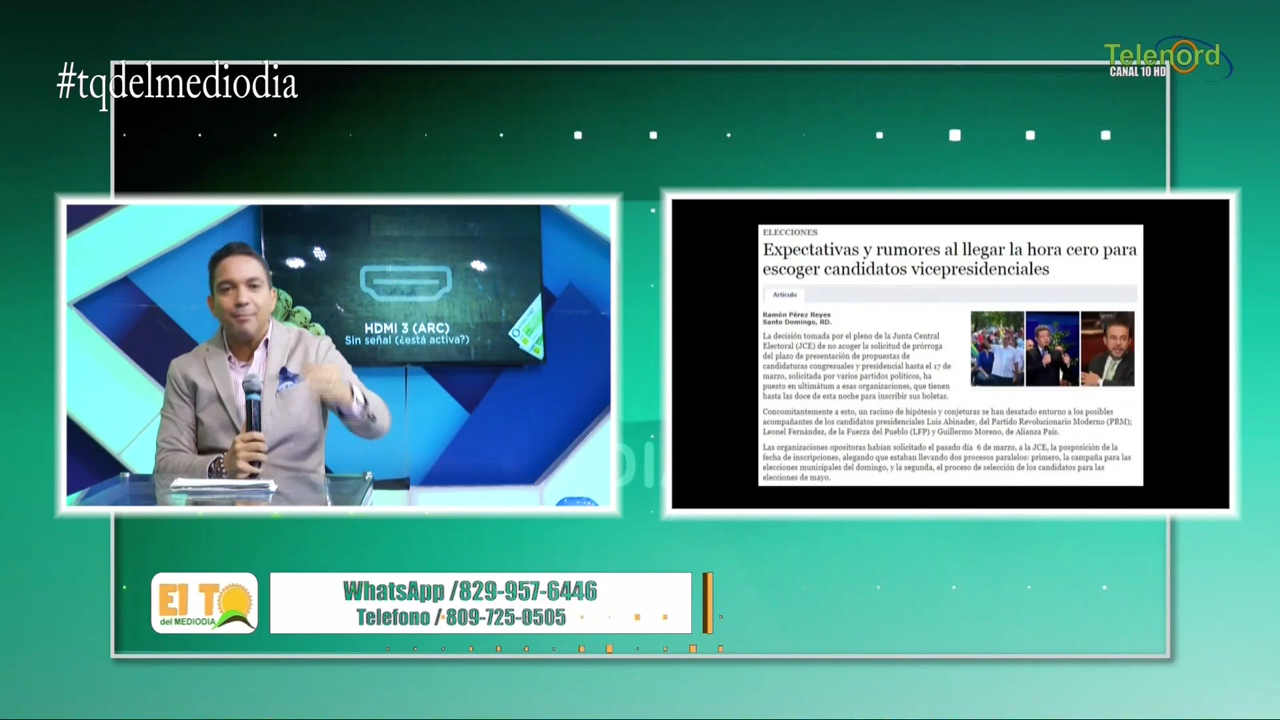 #tqdelmediodia
Telenord
CANAL 10 HD
HDMI 3 (ARC)
Sin señal (¿está activa?)
ELECCIONES
Expectativas y rumores al llegar la hora cero para
escoger candidatos vicepresidenciales
Artículo
Ramón Pérez Reyes
Santo Domingo, RD.
La decisión tomada por el pleno de la Junta Central
Electoral (JCE) de no acoger la solicitud de prórroga
del plazo de presentación de propuestas de
candidaturas congresuales y presidencial hasta el 17 de
marzo, solicitada por varios partidos políticos, ha
puesto en ultimátum a esas organizaciones, que tienen
hasta las doce de esta noche para inscribir sus boletas.
Concomitantemente a esto, un racimo de hipótesis y conjeturas se han desatado entorno a los posibles
acompañantes de los candidatos presidenciales Luis Abinader, del Partido Revolucionario Moderno (PRM);
Leonel Fernández, de la Fuerza del Pueblo (LFP) y Guillermo Moreno, de Alianza País.
Las organizaciones opositoras habían solicitado el pasado día 6 de marzo, a la JCE, la posposición de la
fecha de inscripciones, alegando que estaban llevando dos procesos paralelos: primero, la campaña para las
elecciones municipales del domingo, y la segunda, el proceso de selección de los candidatos para las
elecciones de mayo.
El TQ
del MEDIODIA
WhatsApp /829-957-6446
Telefono / 809-725-0505